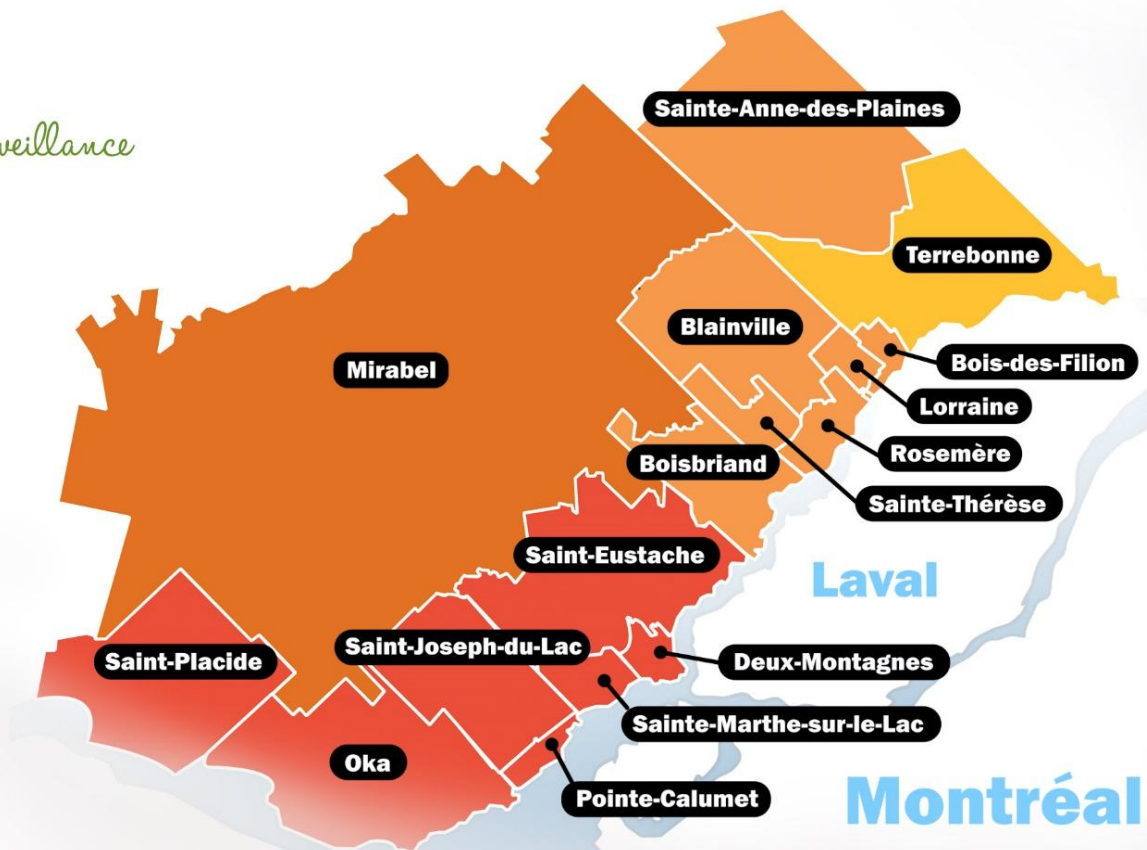 Sainte-Anne-des-Plaines
Terrebonne
Blainville
Mirabel
Bois-des-Filion
Lorraine
Rosemère
Boisbriand
Sainte-Thérèse
Saint-Eustache
Laval
Saint-Joseph-du-Lac
Saint-Placide
Deux-Montagnes
Sainte-Marthe-sur-le-Lac
Oka
Pointe-Calumet
Montréal